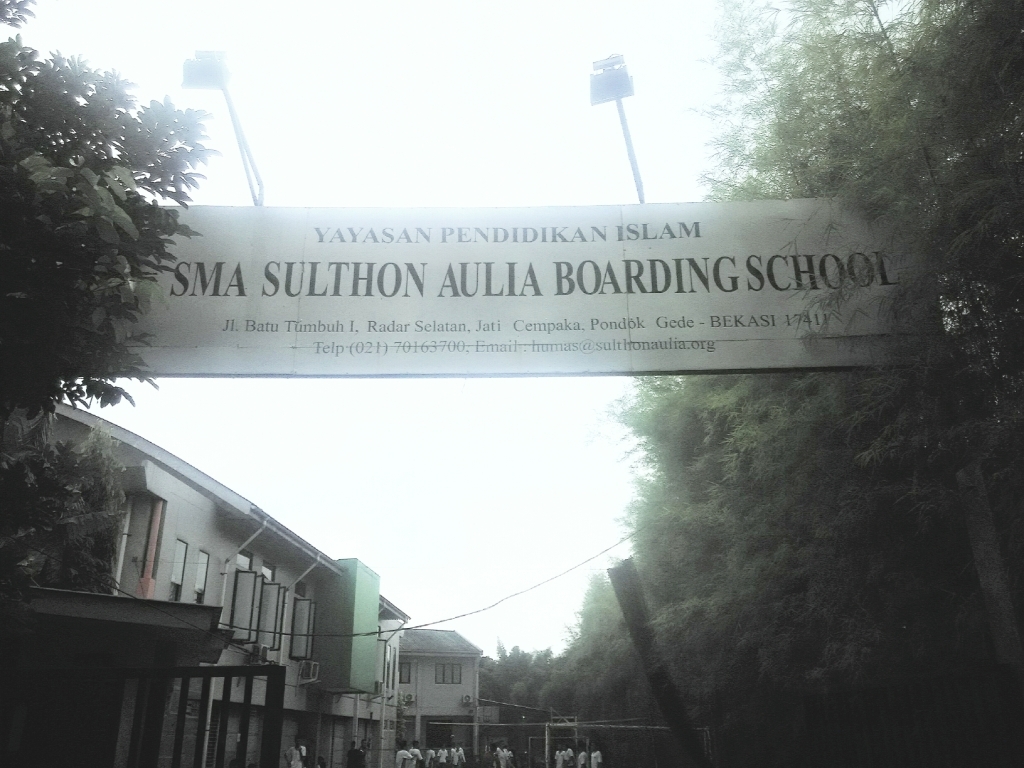 YAYASAN PENDIDIKAN ISLAM
SMA SULTHON AULIA BOARDING SCHOOL
Jl. Batu Tumbuh I, Radar Selatan, Jati Cempaka, Pondok Gede - BEKASI 17411
Telp (021) 70163700, Email : humas@sulthonaulia.org